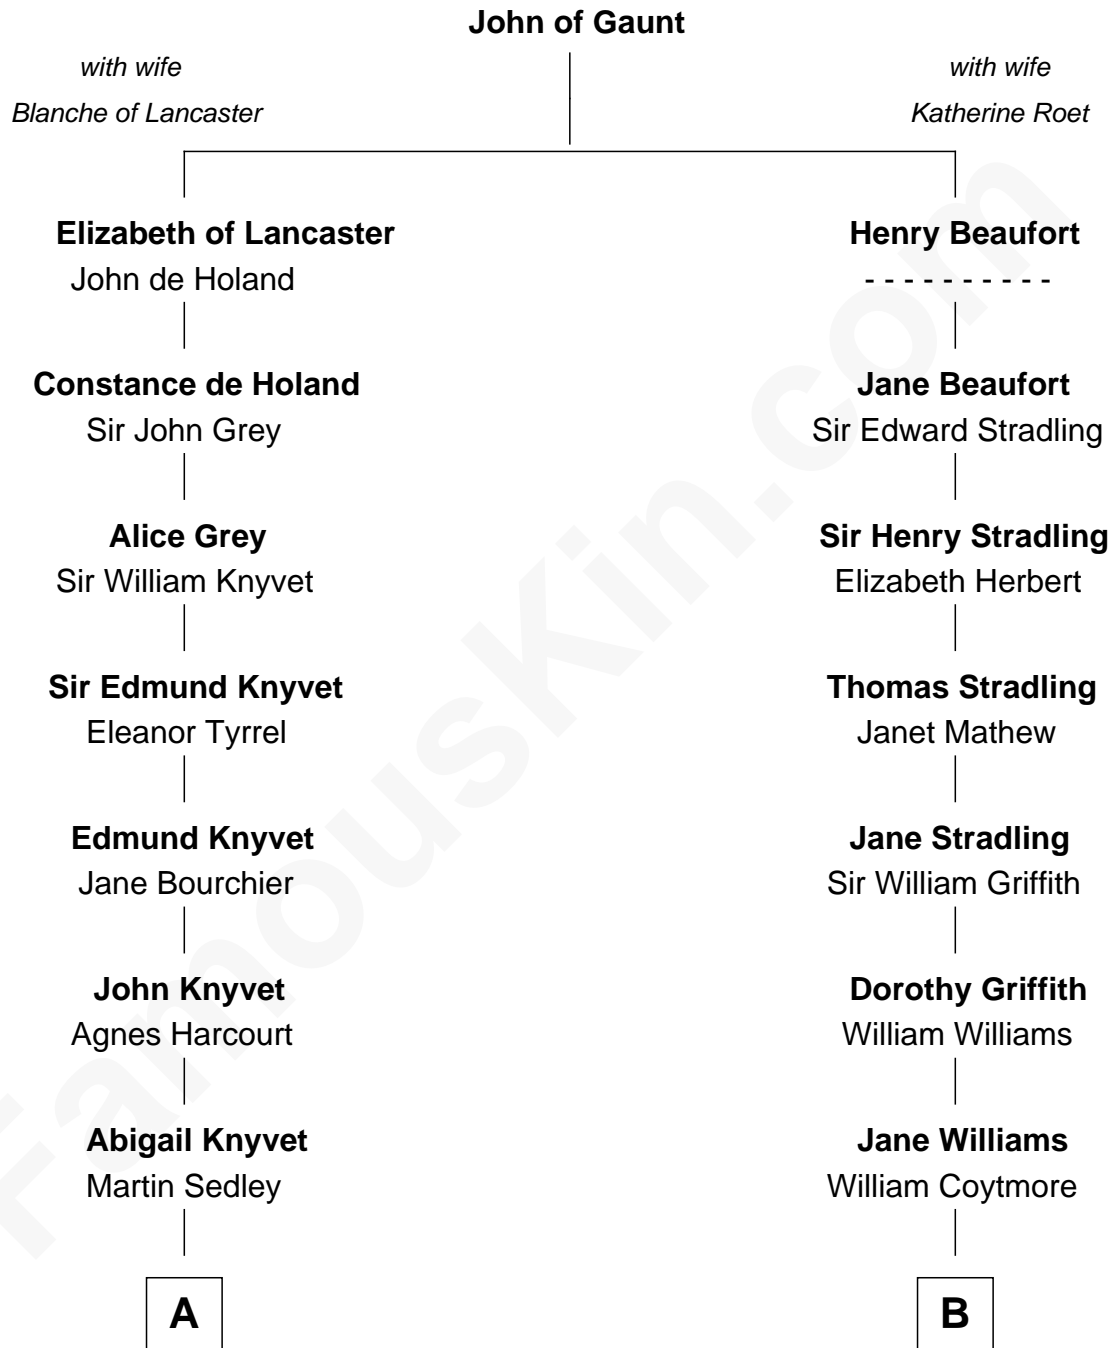 John of Gaunt
with wife
Blanche of Lancaster
with wife
Katherine Roet
Elizabeth of Lancaster
John de Holand
Constance de Holand
Sir John Grey
Alice Grey
Sir William Knyvet
Sir Edmund Knyvet
Eleanor Tyrrel
Edmund Knyvet
Jane Bourchier
John Knyvet
Agnes Harcourt
Abigail Knyvet
Martin Sedley
A
Henry Beaufort
- - - - - - - - - -
Jane Beaufort
Sir Edward Stradling
Sir Henry Stradling
Elizabeth Herbert
Thomas Stradling
Janet Mathew
Jane Stradling
Sir William Griffith
Dorothy Griffith
William Williams
Jane Williams
William Coytmore
B
FamousKin.com